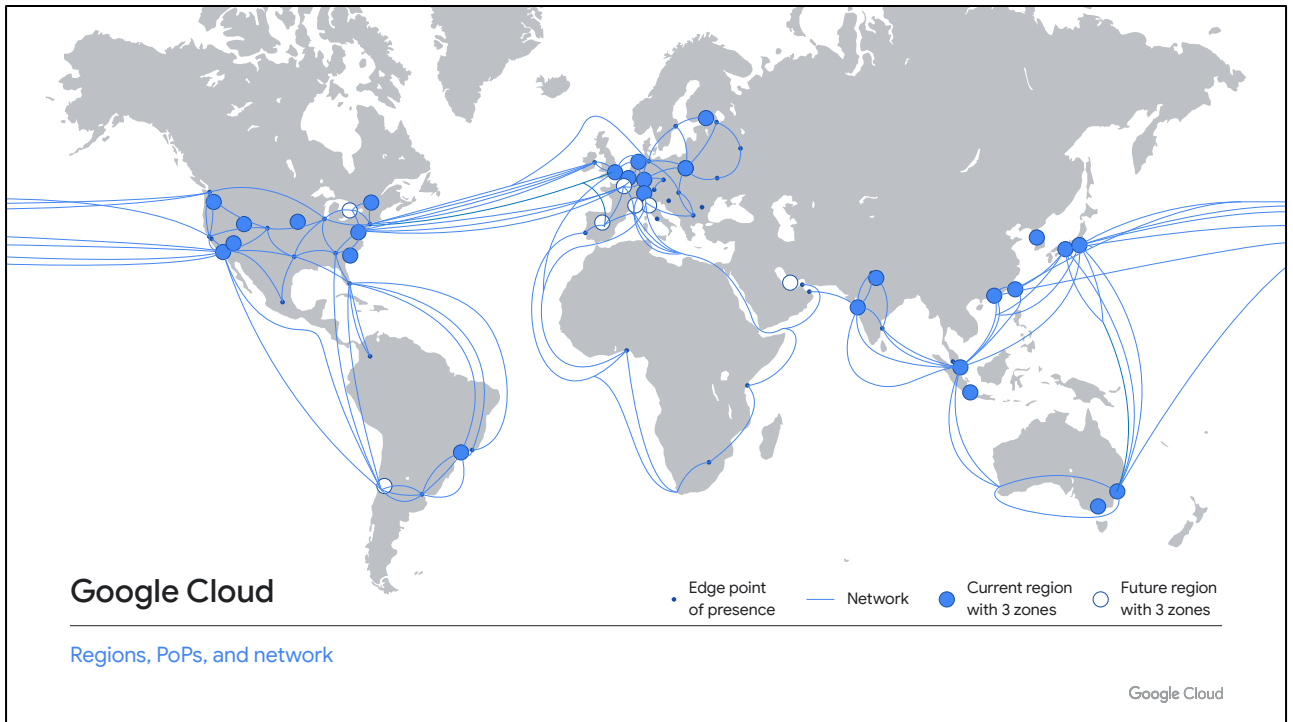 Google Cloud
Edge point
of presence
Network
Current region
with 3 zones
Future region
with 3 zones
Regions, PoPs, and network
Google Cloud